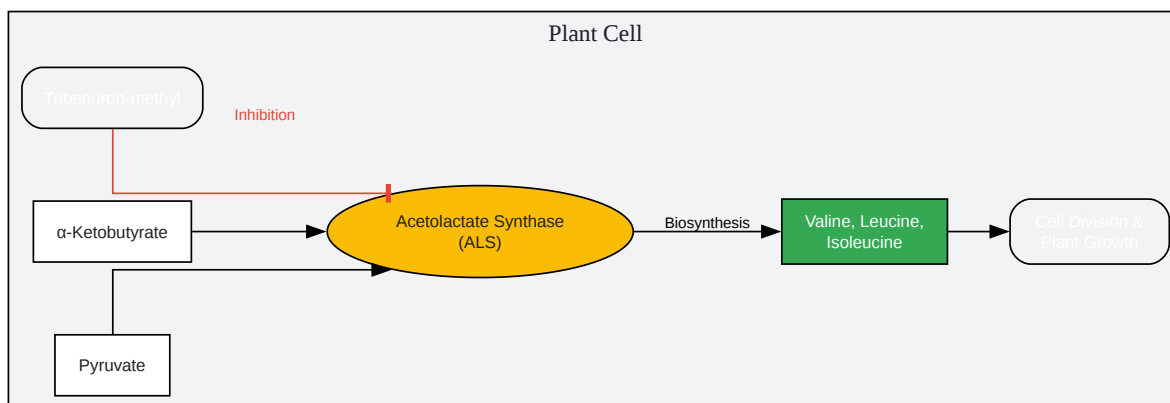 Plant Cell
Tribenuron-methyl
Inhibition
α-Ketobutyrate
Acetolactate Synthase
(ALS)
Biosynthesis
Valine, Leucine,
Isoleucine
Cell Division &
Plant Growth
Pyruvate